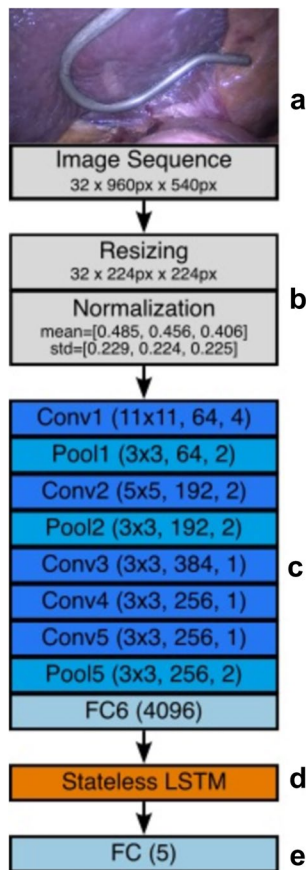 a
Image Sequence
32 x 960px x 540px
Resizing
32 x 224px x 224px
b
Normalization
mean=[0.485, 0.456, 0.406]
std=[0.229, 0.224, 0.225]
Conv1 (11x11, 64, 4)
Pool1 (3x3, 64, 2)
Conv2 (5x5, 192, 2)
Pool2 (3x3, 192, 2)
Conv3 (3x3, 384, 1)
c
Conv4 (3x3, 256, 1)
Conv5 (3x3, 256, 1)
Pool5 (3x3, 256, 2)
FC6 (4096)
Stateless LSTM
d
FC (5)
e